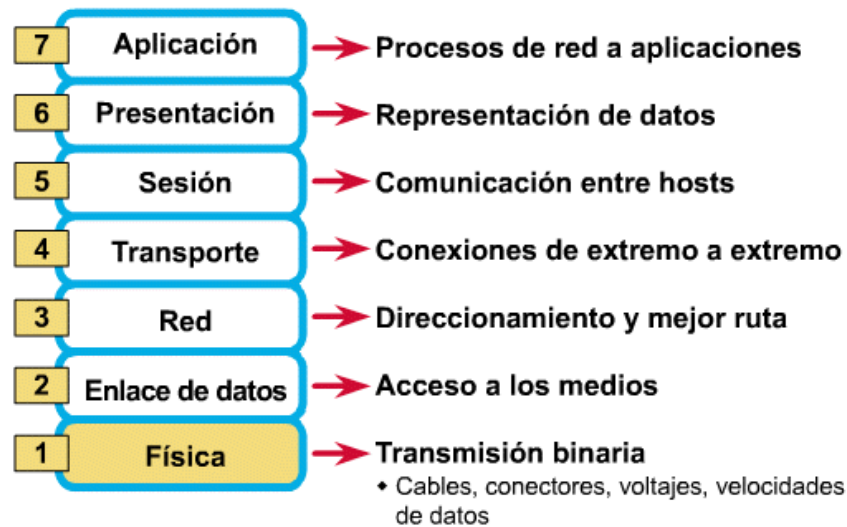 7 Aplicación Procesos de red a aplicaciones
6 Presentación Representación de datos
5 Sesión Comunicación entre hosts
4 Transporte Conexiones de extremo a extremo
3 Red Direccionamiento y mejor ruta
2 Enlace de datos Acceso a los medios
1 Física Transmisión binaria
Cables, conectores, voltajes, velocidades
de datos